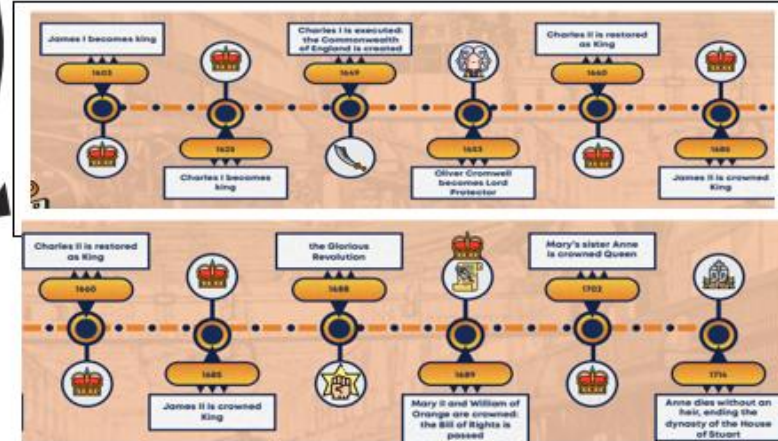 James I becomes king
1603
1625
Charles I becomes
king
Charles I is executed:
the Commonwealth
of England is created
1649
1653
Oliver Cromwell
becomes Lord
Protector
Charles II is restored
as King
1660
1685
James II is crowned
King
Charles II is restored
as King
1660
1685
James II is crowned
King
the Glorious
Revolution
1688
1689
Mary II and William of
Orange are crowned:
the Bill of Rights is
passed
Mary's sister Anne
is crowned Queen
1702
1714
Anne dies without an
heir, ending the
dynasty of the House
of Stuart